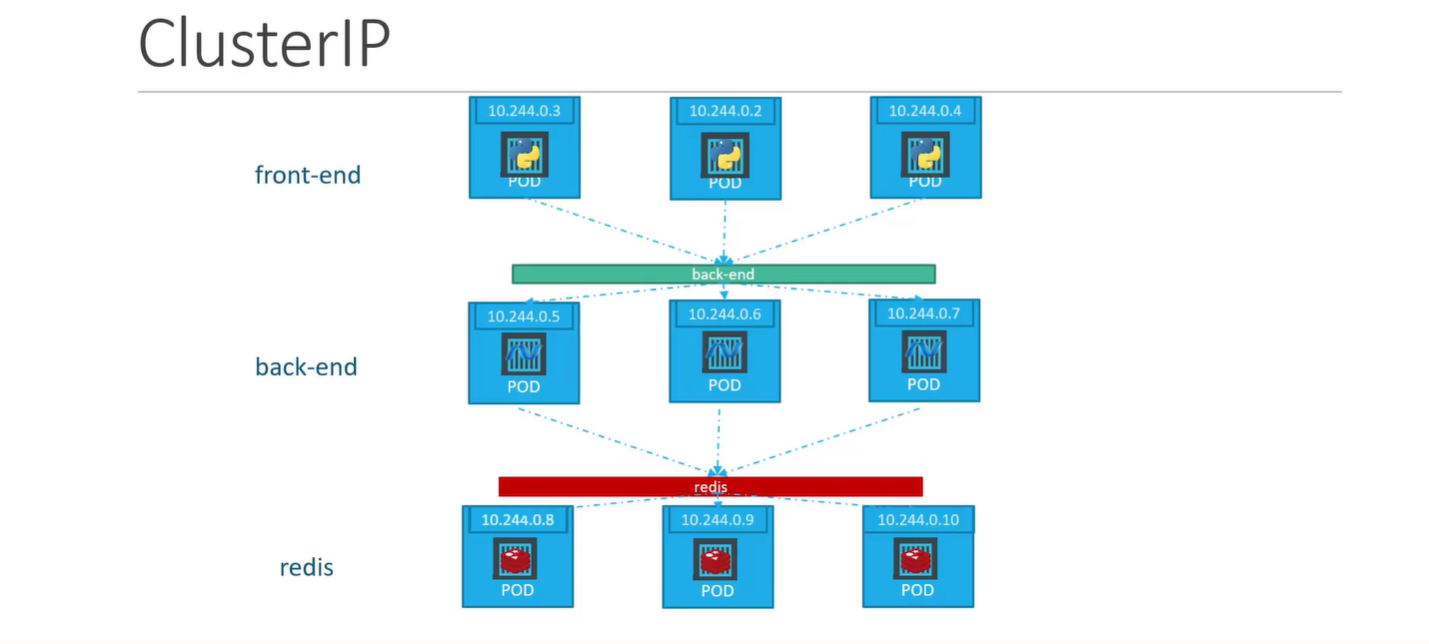 ClusterIP
10.244.0.3
10.244.0.2
10.244.0.4
front-end
POD
POD
POD
back-end
10.244.0.5
10.244.0.6
10.244.0.7
back-end
POD
POD
POD
redis
10.244.0.8
10.244.0.9
10.244.0.10
redis
POD
POD
POD